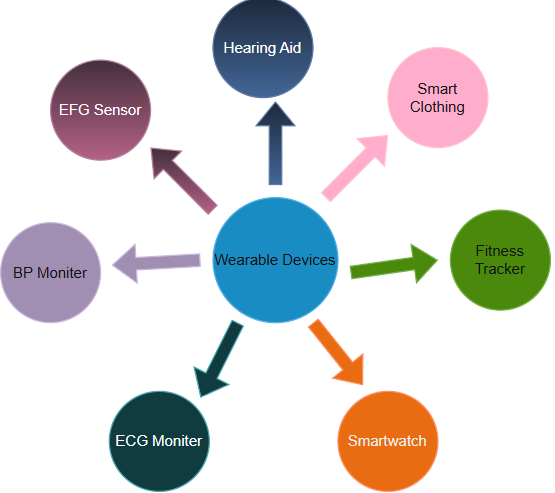 Hearing Aid
Smart
Clothing
EFG Sensor
Fitness
Tracker
Wearable Devices
BP Moniter
ECG Moniter
Smartwatch